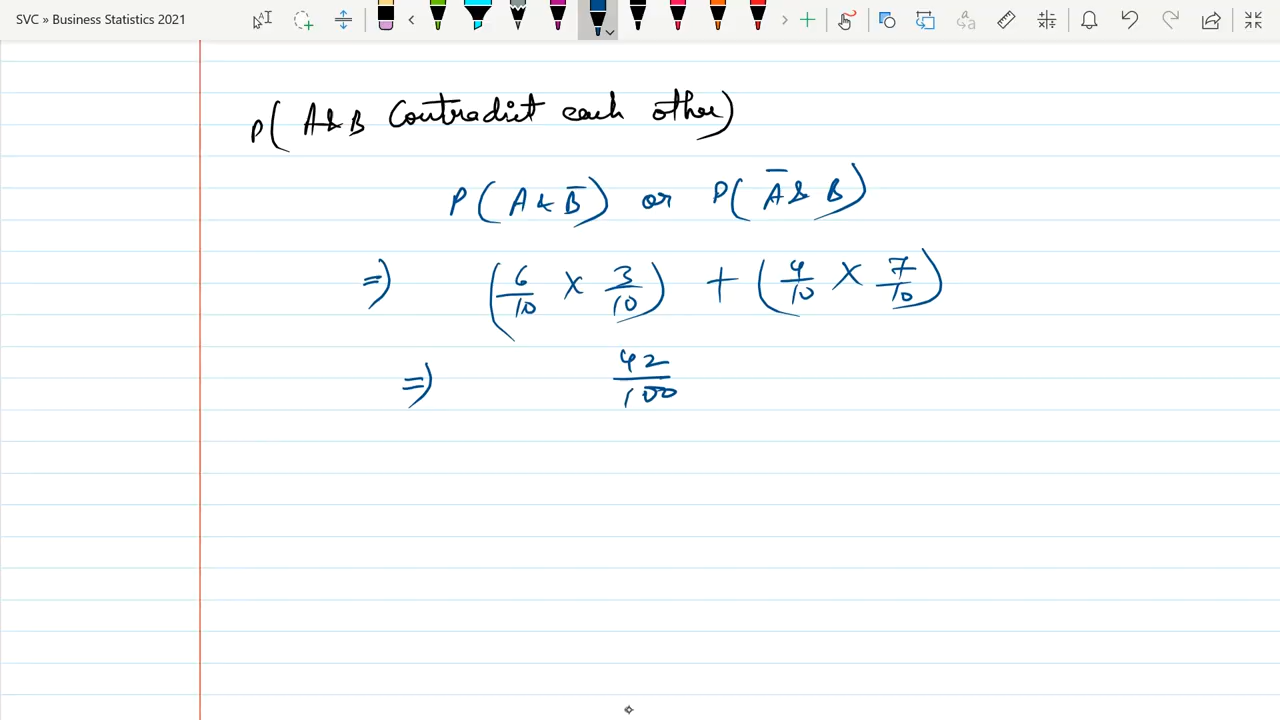 SVC » Business Statistics 2021
P( A & B Contradict each other)
P( A & B̅ ) or P( A̅ & B )
⇒ (6/10 × 3/10) + (4/10 × 7/10)
⇒ 42/100